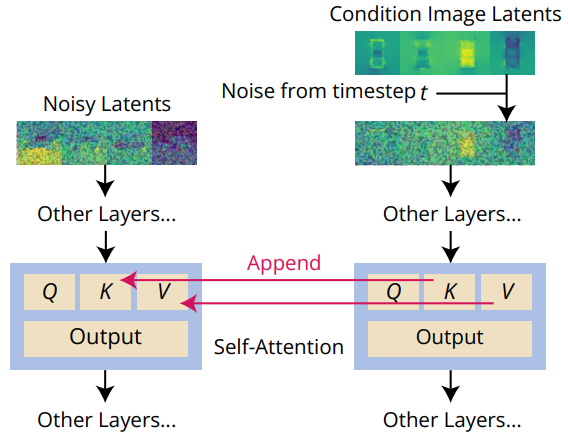 Condition Image Latents
Noise from timestep t
Noisy Latents
Other Layers...
Other Layers...
Append
Q K V
Q K V
Output
Output
Self-Attention
Other Layers...
Other Layers...